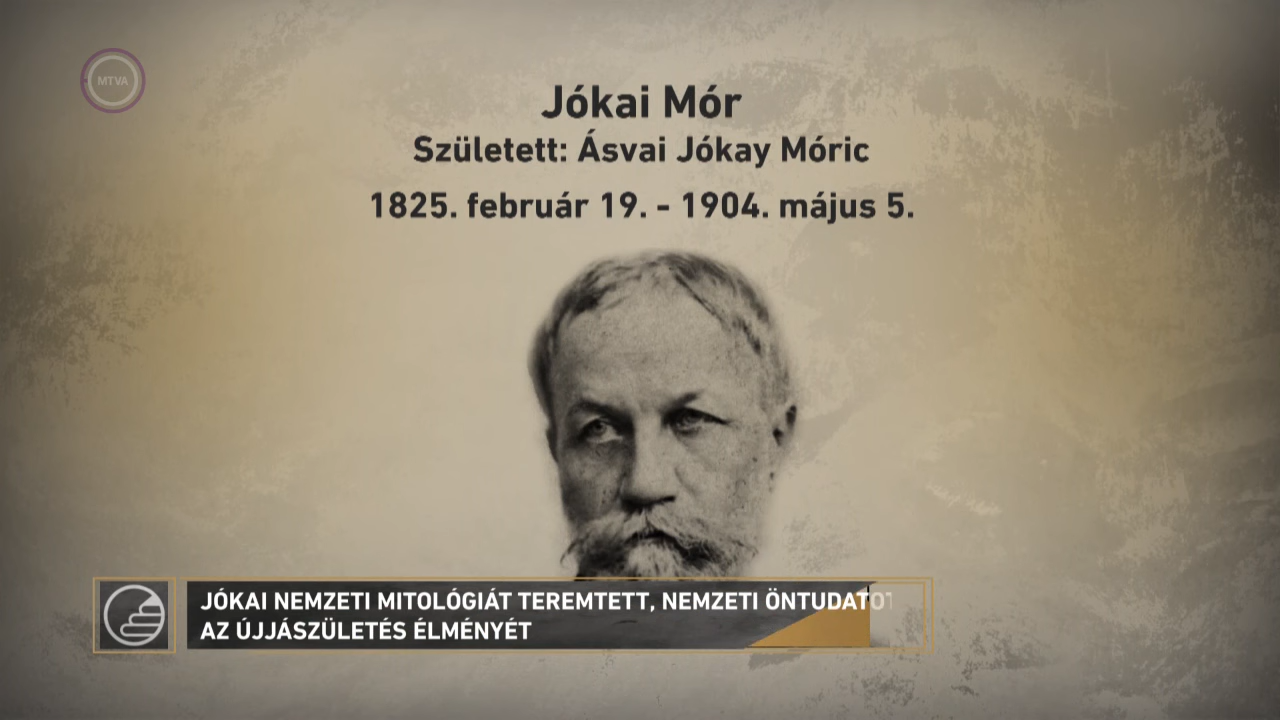 MTVA
Jókai Mór
Született: Ásvai Jókay Móric
1825. február 19. - 1904. május 5.
JÓKAI NEMZETI MITOLÓGIÁT TEREMTETT, NEMZETI ÖNTUDATOT
AZ ÚJJÁSZÜLETÉS ÉLMÉNYÉT